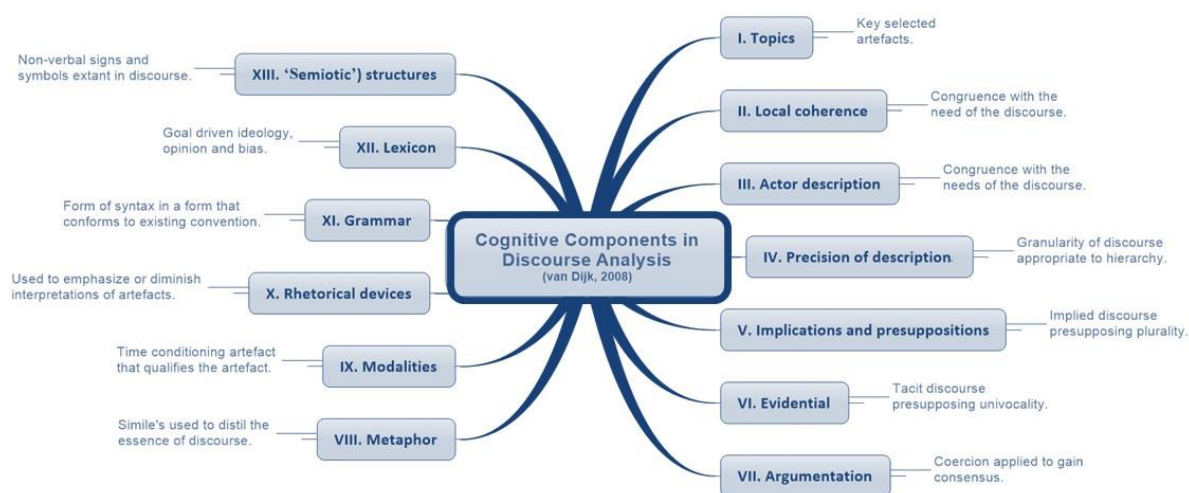 Cognitive Components in
Discourse Analysis
(van Dijk, 2008)
I. Topics
Key selected
artefacts.
II. Local coherence
Congruence with the
need of the discourse.
III. Actor description
Congruence with the
needs of the discourse.
IV. Precision of description
Granularity of discourse
appropriate to hierarchy.
V. Implications and presuppositions
Implied discourse
presupposing plurality.
VI. Evidential
Tacit discourse
presupposing univocality.
VII. Argumentation
Coercion applied to gain
consensus.
VIII. Metaphor
Simile's used to distil the
essence of discourse.
IX. Modalities
Time conditioning artefact
that qualifies the artefact.
X. Rhetorical devices
Used to emphasize or diminish
interpretations of artefacts.
XI. Grammar
Form of syntax in a form that
conforms to existing convention.
XII. Lexicon
Goal driven ideology,
opinion and bias.
XIII. ‘Semiotic’) structures
Non-verbal signs and
symbols extant in discourse.